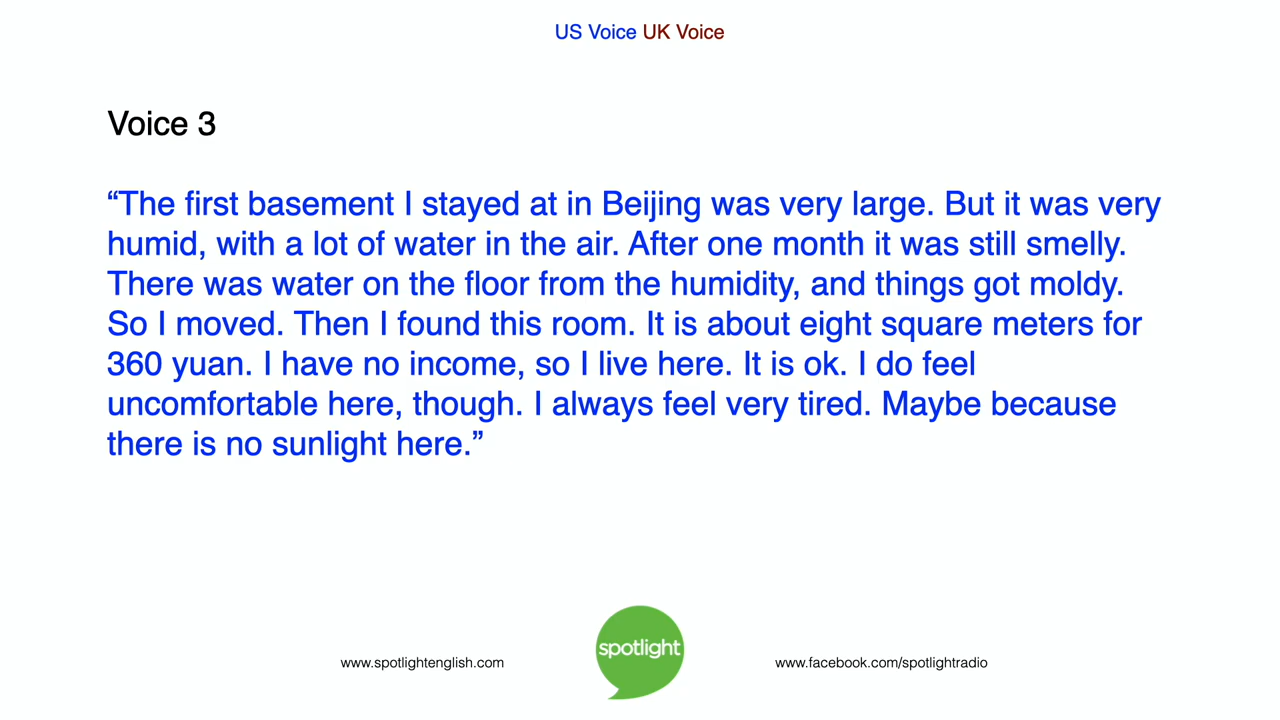 US Voice UK Voice
Voice 3
“The first basement I stayed at in Beijing was very large. But it was very
humid, with a lot of water in the air. After one month it was still smelly.
There was water on the floor from the humidity, and things got moldy.
So I moved. Then I found this room. It is about eight square meters for
360 yuan. I have no income, so I live here. It is ok. I do feel
uncomfortable here, though. I always feel very tired. Maybe because
there is no sunlight here.”
spotlight
www.spotlightenglish.com
www.facebook.com/spotlightradio